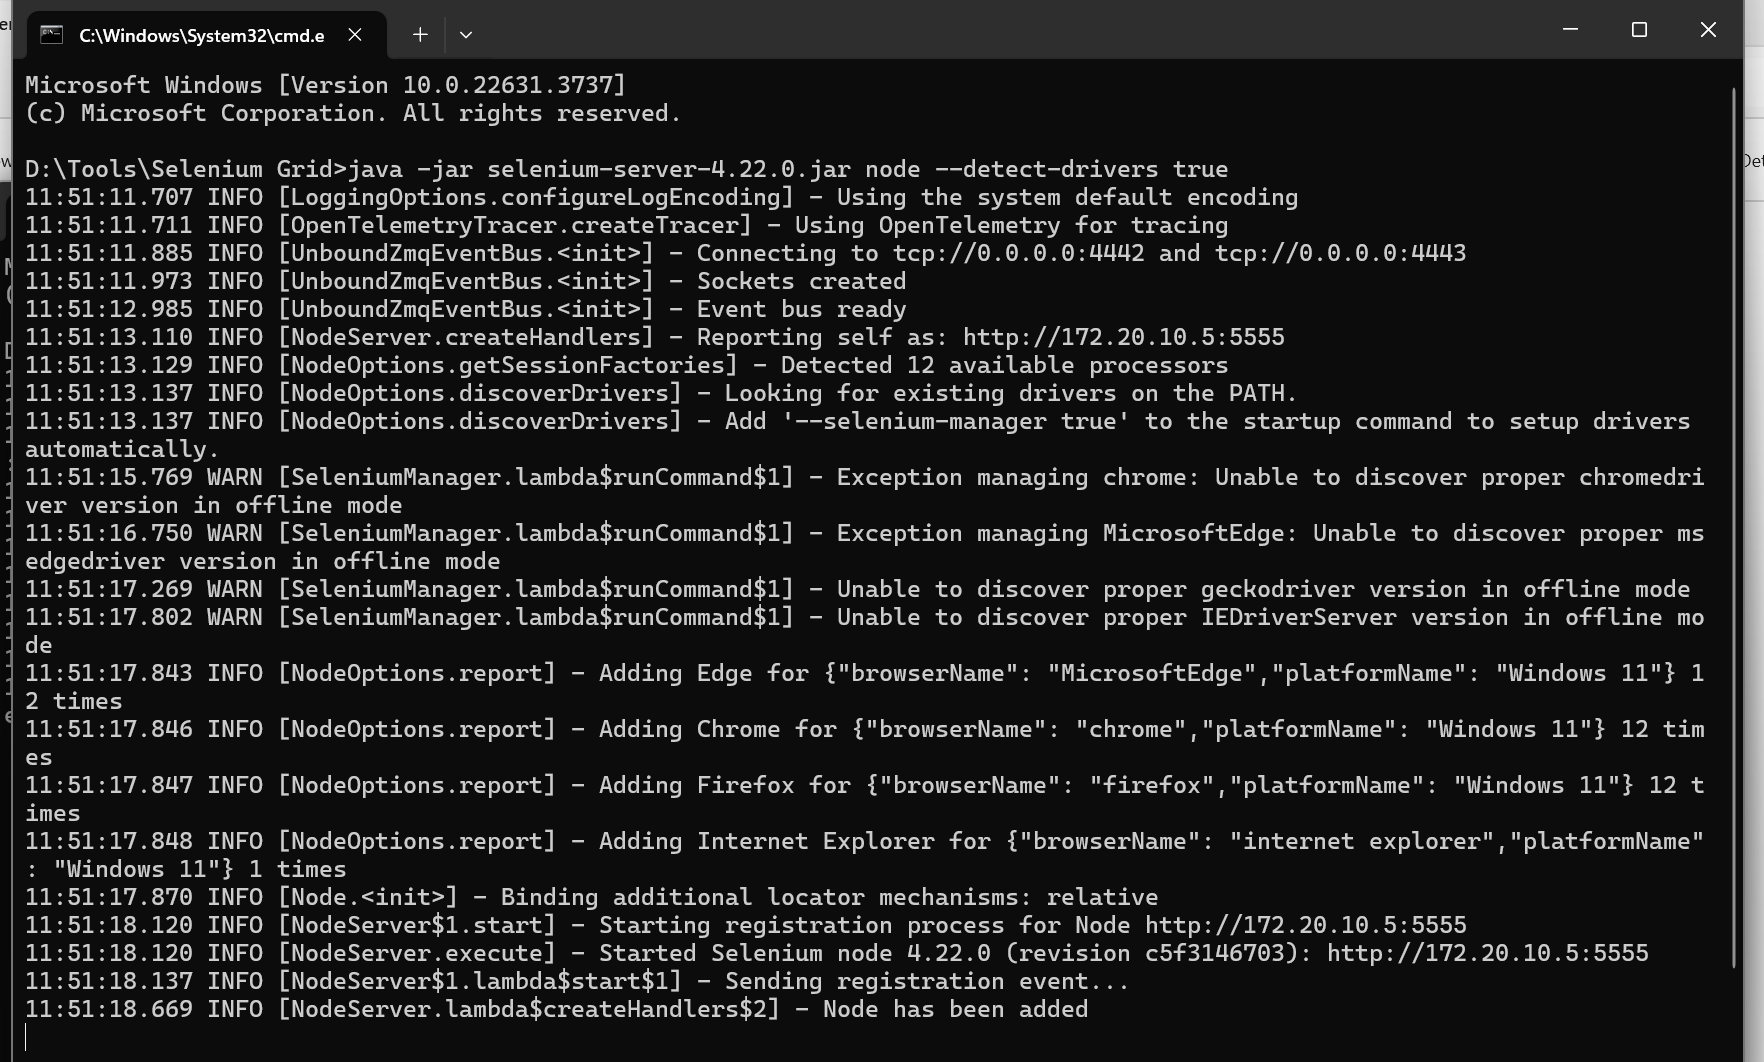 C:\Windows\System32\cmd.e
Microsoft Windows [Version 10.0.22631.3737]
(c) Microsoft Corporation. All rights reserved.
D:\Tools\Selenium Grid>java -jar selenium-server-4.22.0.jar node --detect-drivers true
11:51:11.707 INFO [LoggingOptions.configureLogEncoding] - Using the system default encoding
11:51:11.711 INFO [OpenTelemetryTracer.createTracer] - Using OpenTelemetry for tracing
11:51:11.885 INFO [UnboundZmqEventBus.<init>] - Connecting to tcp://0.0.0.0:4442 and tcp://0.0.0.0:4443
11:51:11.973 INFO [UnboundZmqEventBus.<init>] - Sockets created
11:51:12.985 INFO [UnboundZmqEventBus.<init>] - Event bus ready
11:51:13.110 INFO [NodeServer.createHandlers] - Reporting self as: http://172.20.10.5:5555
11:51:13.129 INFO [NodeOptions.getSessionFactories] - Detected 12 available processors
11:51:13.137 INFO [NodeOptions.discoverDrivers] - Looking for existing drivers on the PATH.
11:51:13.137 INFO [NodeOptions.discoverDrivers] - Add '--selenium-manager true' to the startup command to setup drivers
automatically.
11:51:15.769 WARN [SeleniumManager.lambda$runCommand$1] - Exception managing chrome: Unable to discover proper chromedri
ver version in offline mode
11:51:16.750 WARN [SeleniumManager.lambda$runCommand$1] - Exception managing MicrosoftEdge: Unable to discover proper ms
edgedriver version in offline mode
11:51:17.269 WARN [SeleniumManager.lambda$runCommand$1] - Unable to discover proper geckodriver version in offline mode
11:51:17.802 WARN [SeleniumManager.lambda$runCommand$1] - Unable to discover proper IEDriverServer version in offline mo
de
11:51:17.843 INFO [NodeOptions.report] - Adding Edge for {"browserName": "MicrosoftEdge","platformName": "Windows 11"} 1
2 times
11:51:17.846 INFO [NodeOptions.report] - Adding Chrome for {"browserName": "chrome","platformName": "Windows 11"} 12 tim
es
11:51:17.847 INFO [NodeOptions.report] - Adding Firefox for {"browserName": "firefox","platformName": "Windows 11"} 12 t
imes
11:51:17.848 INFO [NodeOptions.report] - Adding Internet Explorer for {"browserName": "internet explorer","platformName"
: "Windows 11"} 1 times
11:51:17.870 INFO [Node.<init>] - Binding additional locator mechanisms: relative
11:51:18.120 INFO [NodeServer$1.start] - Starting registration process for Node http://172.20.10.5:5555
11:51:18.120 INFO [NodeServer.execute] - Started Selenium node 4.22.0 (revision c5f3146703): http://172.20.10.5:5555
11:51:18.137 INFO [NodeServer$1.lambda$start$1] - Sending registration event...
11:51:18.669 INFO [NodeServer.lambda$createHandlers$2] - Node has been added